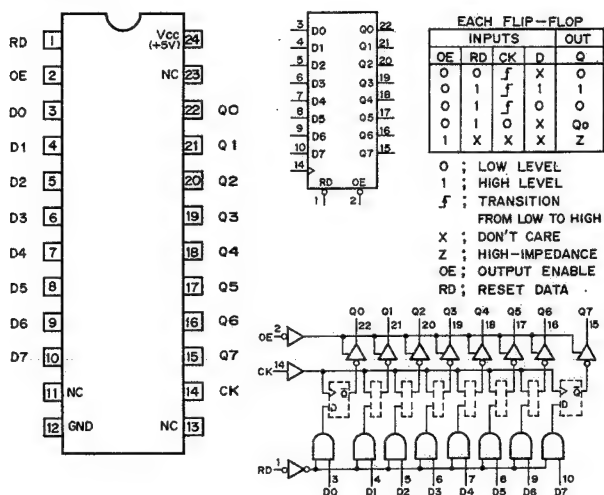 RD 1 Vcc (+5V) 24
OE 2 NC 23
D0 3 22 Q0
D1 4 21 Q1
D2 5 20 Q2
D3 6 19 Q3
D4 7 18 Q4
D5 8 17 Q5
D6 9 16 Q6
D7 10 15 Q7
11 NC 14 CK
12 GND NC 13
3 D0 Q0 22
4 D1 Q1 21
5 D2 Q2 20
6 D3 Q3 19
7 D4 Q4 18
8 D5 Q5 17
9 D6 Q6 16
10 D7 Q7 15
14
RD OE
1 2
EACH FLIP-FLOP
INPUTS OUT
OE RD CK D Q
0 0 ƒ X 0
0 1 ƒ 1 1
0 1 ƒ 0 0
0 1 0 X Qo
1 X X X Z
0 ; LOW LEVEL
1 ; HIGH LEVEL
ƒ ; TRANSITION
FROM LOW TO HIGH
X ; DON'T CARE
Z ; HIGH-IMPEDANCE
OE; OUTPUT ENABLE
RD; RESET DATA
Q0 Q1 Q2 Q3 Q4 Q5 Q6 Q7
OE 2 22 21 20 19 18 17 16 15
CK 14
Q Q
D D
RD 1
3 4 5 6 7 8 9 10
D0 D1 D2 D3 D4 D5 D6 D7